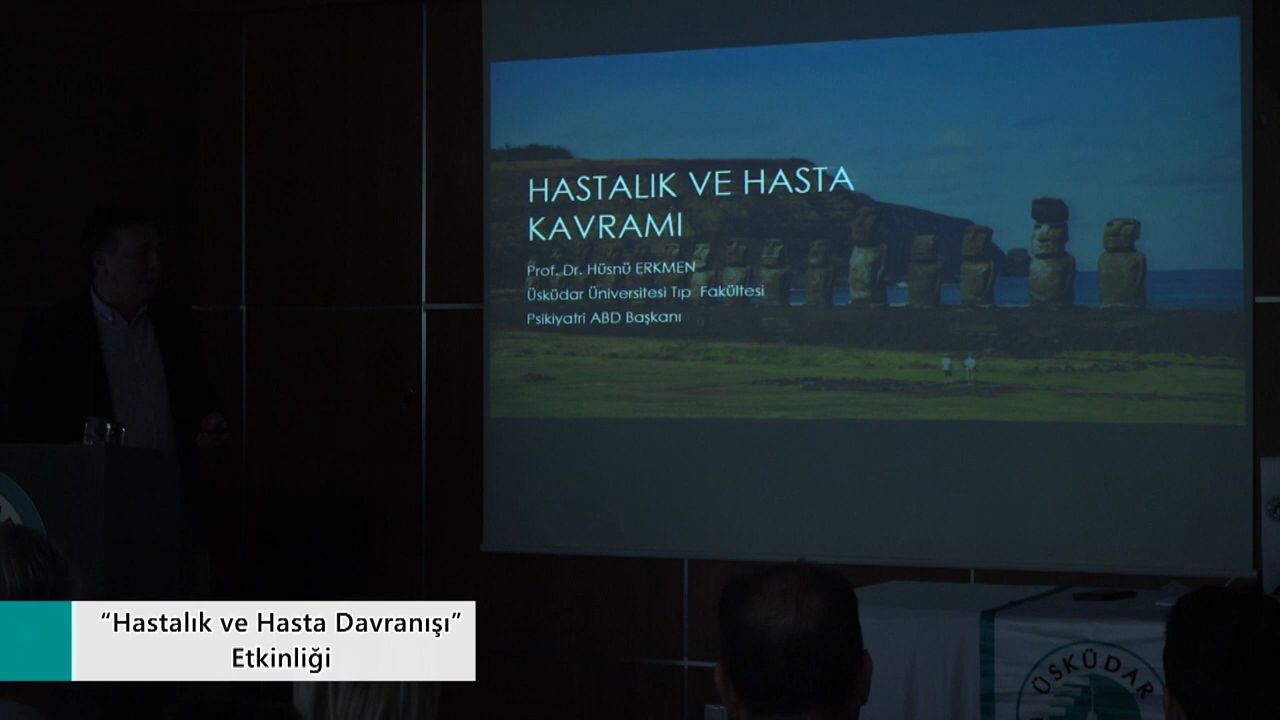 HASTALIK VE HASTA
KAVRAMI
Prof. Dr. Hüsnü ERKMEN
Üsküdar Üniversitesi Tıp Fakültesi
Psikiyatri ABD Başkanı
“Hastalık ve Hasta Davranışı”
Etkinliği
ÜSKÜDAR